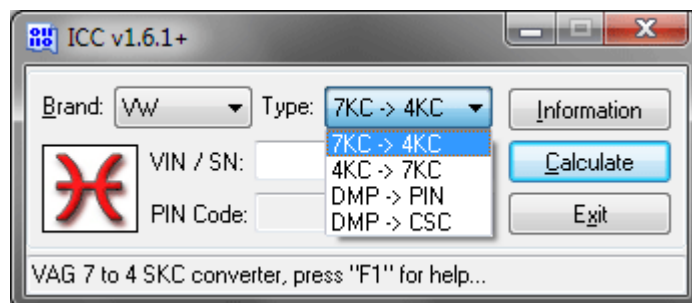 ICC v1.6.1+
Brand: VW Type: 7KC -> 4KC Information
7KC -> 4KC
VIN / SN: 4KC -> 7KC Calculate
DMP -> PIN
PIN Code: DMP -> CSC Exit
VAG 7 to 4 SKC converter, press "F1" for help...